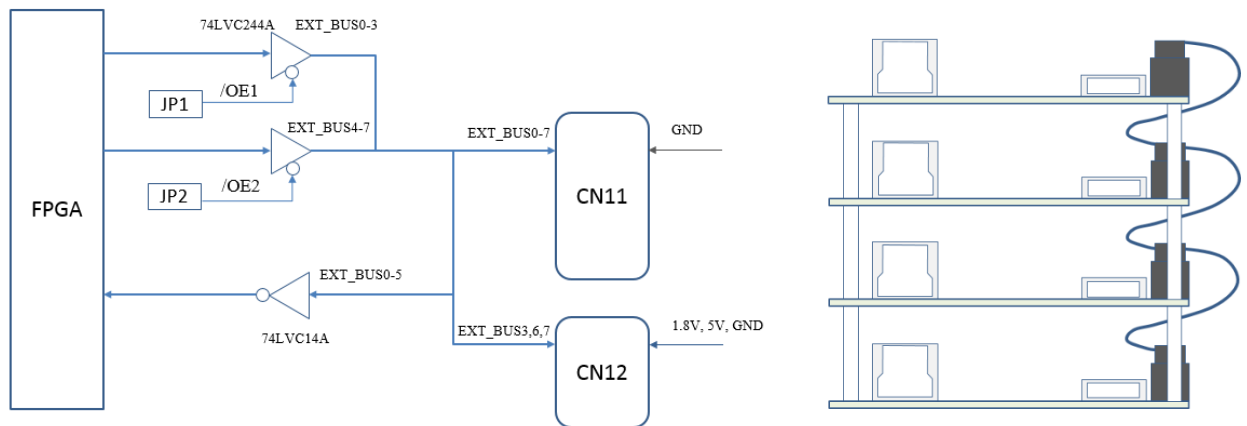 74LVC244A
EXT_BUS0-3
/OE1
JP1
EXT_BUS4-7
/OE2
JP2
FPGA
EXT_BUS0-7
GND
CN11
EXT_BUS0-5
74LVC14A
EXT_BUS3,6,7
1.8V, 5V, GND
CN12